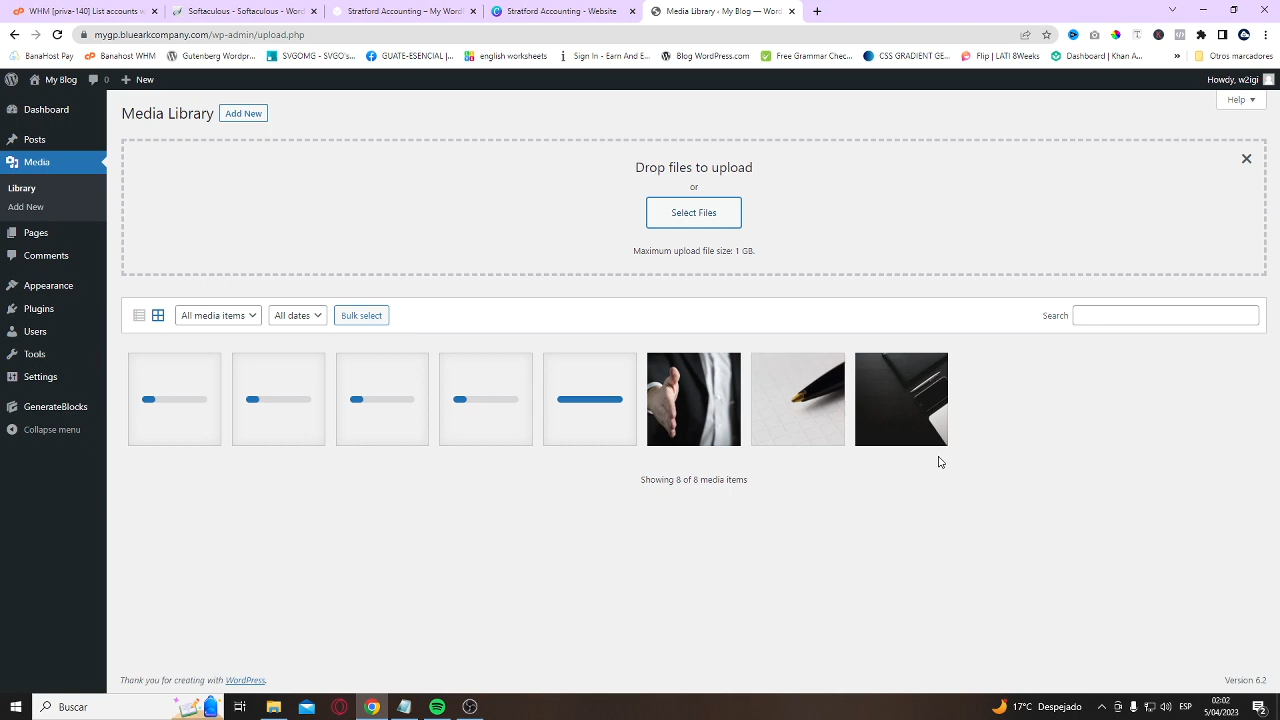 WHM [priva-140] List accounts w
Softaculous - Softaculous - Word
Stratford Accounting – My WordP
Stratford Accounting - Website
Media Library ‹ My Blog — Word
mygp.bluearkcompany.com/wp-admin/upload.php
BanaHost Pay
Banahost WHM
Gutenberg Wordpr...
SVGOMG - SVGO's...
GUATE-ESENCIAL |...
english worksheets
Sign In - Earn And E...
Blog WordPress.com
Free Grammar Chec...
CSS GRADIENT GE...
Flip | LATI 8Weeks
Dashboard | Khan A...
»
Otros marcadores
My Blog
0
New
Howdy, w2igi
Dashboard
Posts
Media
Library
Add New
Pages
Comments
Appearance
Plugins
Users
Tools
Settings
GenerateBlocks
Collapse menu
Media Library
Add New
Help
Drop files to upload
or
Select Files
Maximum upload file size: 1 GB.
All media items
All dates
Bulk select
Search
Showing 8 of 8 media items
Thank you for creating with WordPress.
Version 6.2
Buscar
17°C Despejado
ESP
02:02
5/04/2023